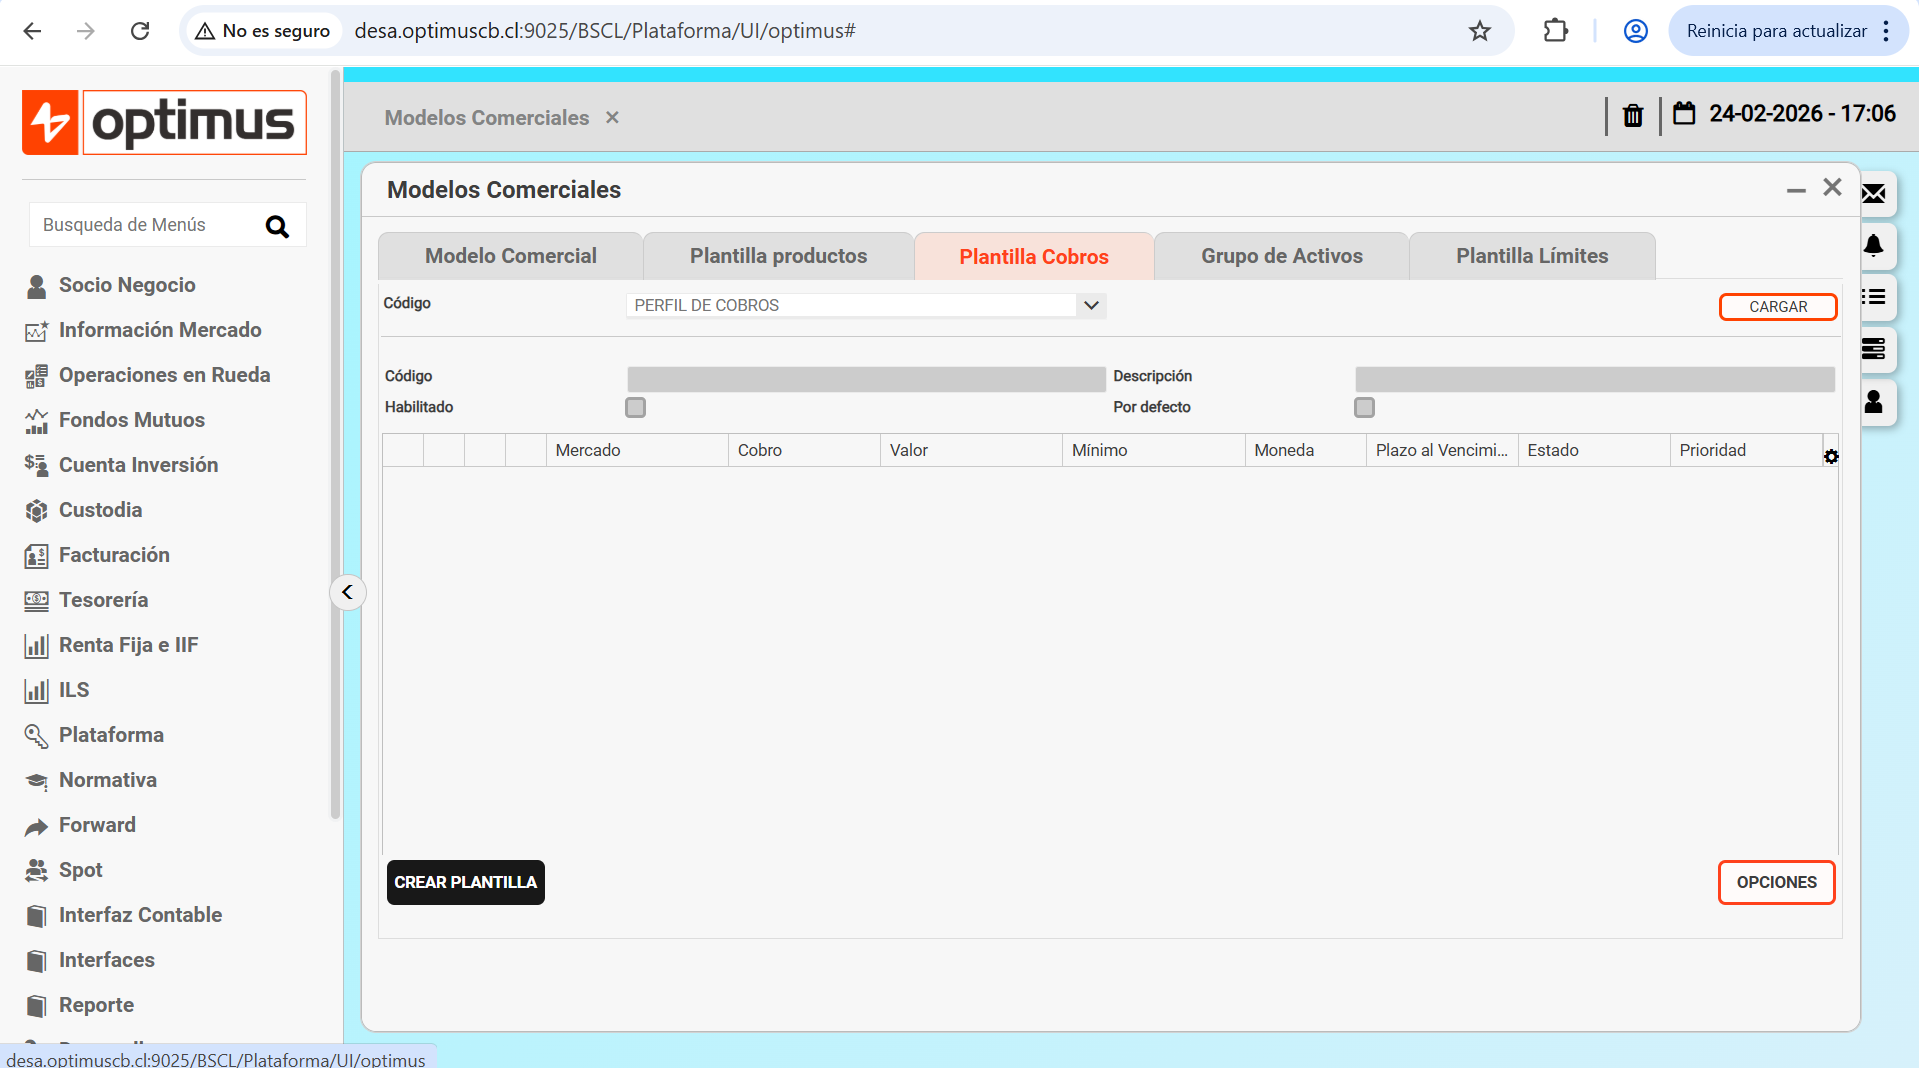 No es seguro
desa.optimuscb.cl:9025/BSCL/Plataforma/UI/optimus#
Reinicia para actualizar
optimus
Modelos Comerciales
24-02-2026 - 17:06
Busqueda de Menús
Socio Negocio
Información Mercado
Operaciones en Rueda
Fondos Mutuos
Cuenta Inversión
Custodia
Facturación
Tesorería
Renta Fija e IIF
ILS
Plataforma
Normativa
Forward
Spot
Interfaz Contable
Interfaces
Reporte
Modelos Comerciales
Modelo Comercial Plantilla productos Plantilla Cobros Grupo de Activos Plantilla Límites
Código PERFIL DE COBROS CARGAR
Código Descripción
Habilitado Por defecto
Mercado Cobro Valor Mínimo Moneda Plazo al Vencimi... Estado Prioridad
CREAR PLANTILLA OPCIONES
desa.optimuscb.cl:9025/BSCL/Plataforma/UI/optimus